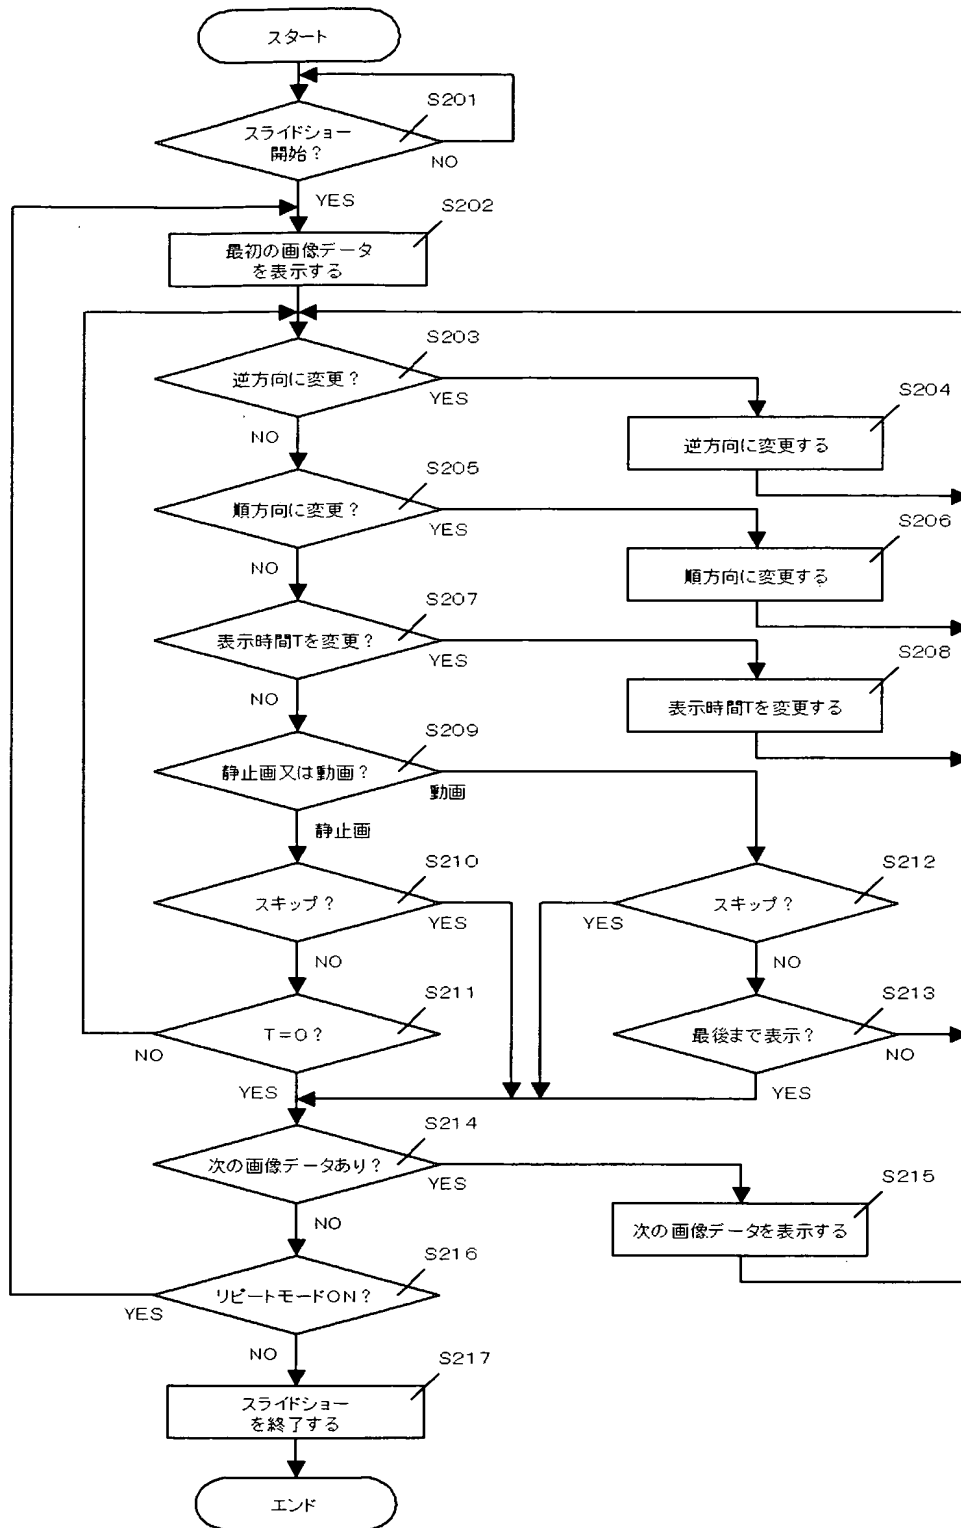 スタート
S201
スライドショー
開始？
NO
YES
S202
最初の画像データ
を表示する
S203
逆方向に変更？
YES
S204
逆方向に変更する
NO
S205
順方向に変更？
YES
S206
順方向に変更する
NO
S207
表示時間Tを変更？
YES
S208
表示時間Tを変更する
NO
S209
静止画又は動画？
動画
静止画
S210
スキップ？
YES
S212
スキップ？
YES
NO
NO
S211
T＝0？
NO
YES
S213
最後まで表示？
NO
YES
S214
次の画像データあり？
YES
S215
次の画像データを表示する
NO
S216
リピートモードON？
YES
NO
S217
スライドショー
を終了する
エンド